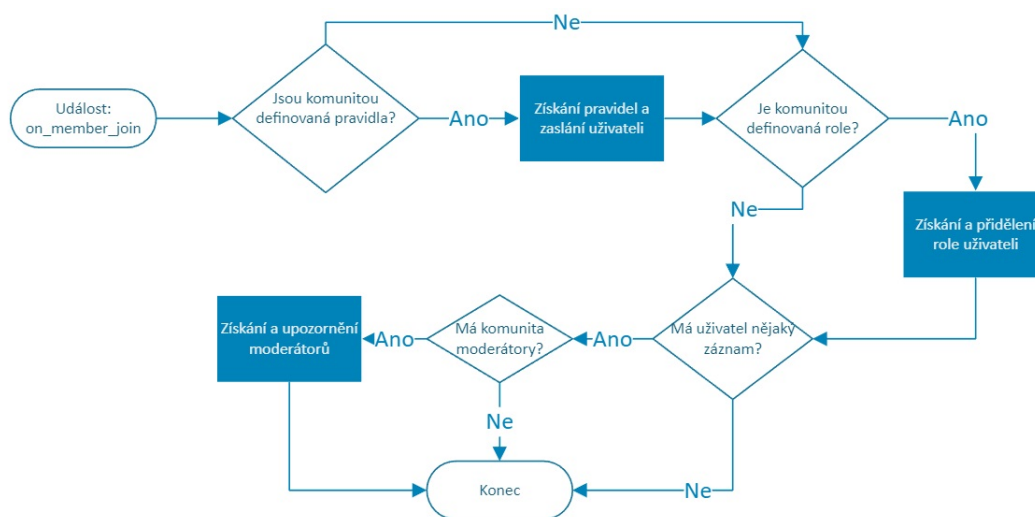 Ne
Událost:
on_member_join
Jsou komunitou
definovaná pravidla?
Ano
Získání pravidel a
zaslání uživateli
Je komunitou
definovaná role?
Ano
Ne
Získání a přidělení
role uživateli
Získání a upozornění
moderátorů
Ano
Má komunita
moderátory?
Ano
Má uživatel nějaký
záznam?
Ne
Konec
Ne